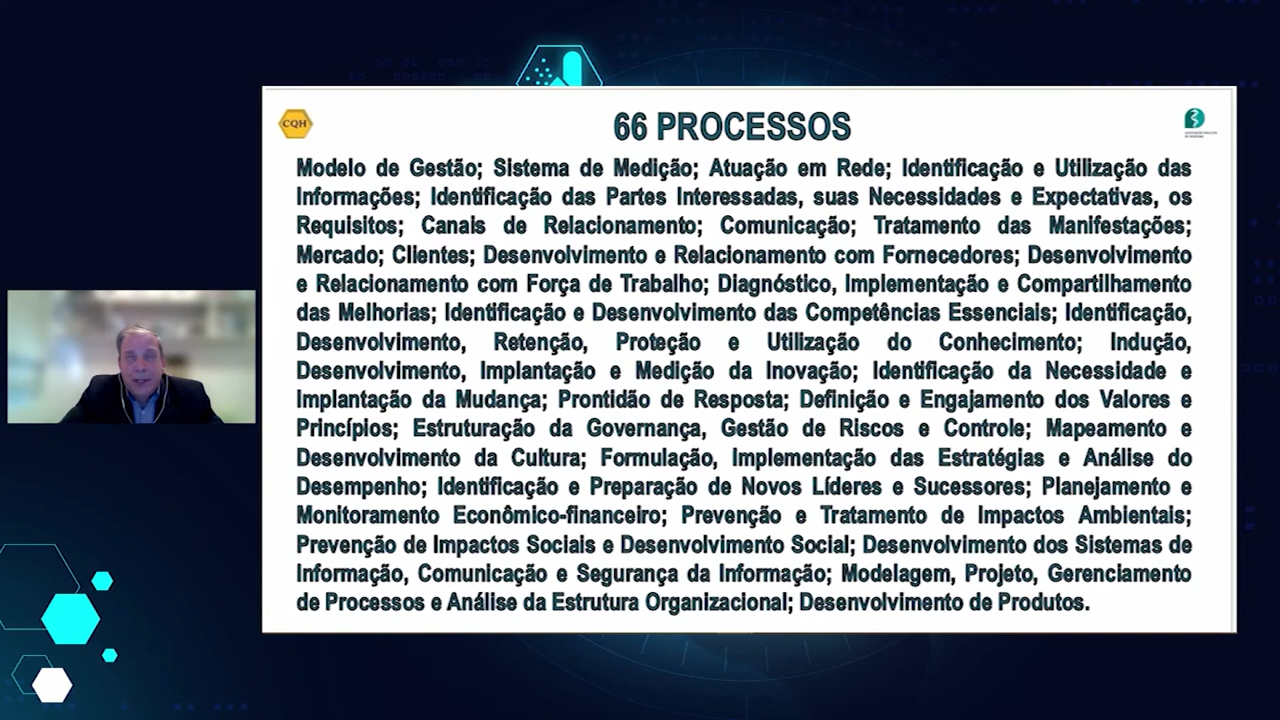 CQH
66 PROCESSOS
Modelo de Gestão; Sistema de Medição; Atuação em Rede; Identificação e Utilização das
Informações; Identificação das Partes Interessadas, suas Necessidades e Expectativas, os
Requisitos; Canais de Relacionamento; Comunicação; Tratamento das Manifestações;
Mercado; Clientes; Desenvolvimento e Relacionamento com Fornecedores; Desenvolvimento
e Relacionamento com Força de Trabalho; Diagnóstico, Implementação e Compartilhamento
das Melhorias; Identificação e Desenvolvimento das Competências Essenciais; Identificação,
Desenvolvimento, Retenção, Proteção e Utilização do Conhecimento; Indução,
Desenvolvimento, Implantação e Medição da Inovação; Identificação da Necessidade e
Implantação da Mudança; Prontidão de Resposta; Definição e Engajamento dos Valores e
Princípios; Estruturação da Governança, Gestão de Riscos e Controle; Mapeamento e
Desenvolvimento da Cultura; Formulação, Implementação das Estratégias e Análise do
Desempenho; Identificação e Preparação de Novos Líderes e Sucessores; Planejamento e
Monitoramento Econômico-financeiro; Prevenção e Tratamento de Impactos Ambientais;
Prevenção de Impactos Sociais e Desenvolvimento Social; Desenvolvimento dos Sistemas de
Informação, Comunicação e Segurança da Informação; Modelagem, Projeto, Gerenciamento
de Processos e Análise da Estrutura Organizacional; Desenvolvimento de Produtos.